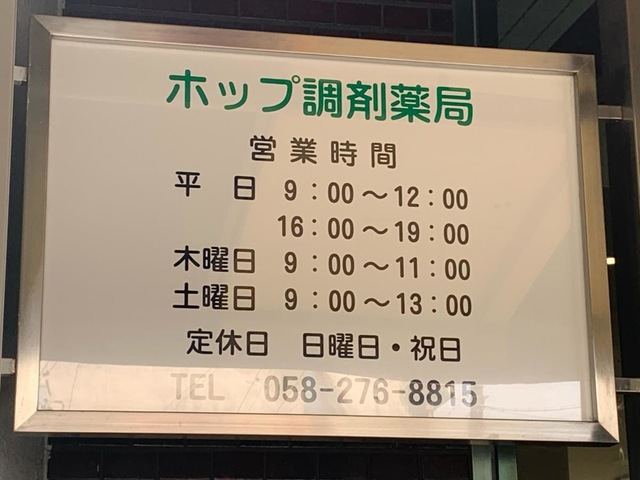 ホップ調剤薬局
営業時間
平日 9:00～12:00
16:00～19:00
木曜日 9:00～11:00
土曜日 9:00～13:00
定休日 日曜日・祝日
TEL 058-276-8815